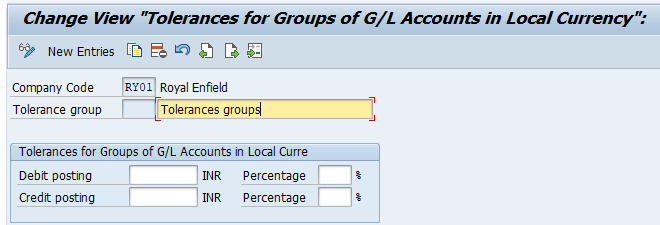 Change View "Tolerances for Groups of G/L Accounts in Local Currency":
New Entries
Company Code RY01 Royal Enfield
Tolerance group Tolerances groups
Tolerances for Groups of G/L Accounts in Local Curre
Debit posting INR Percentage %
Credit posting INR Percentage %